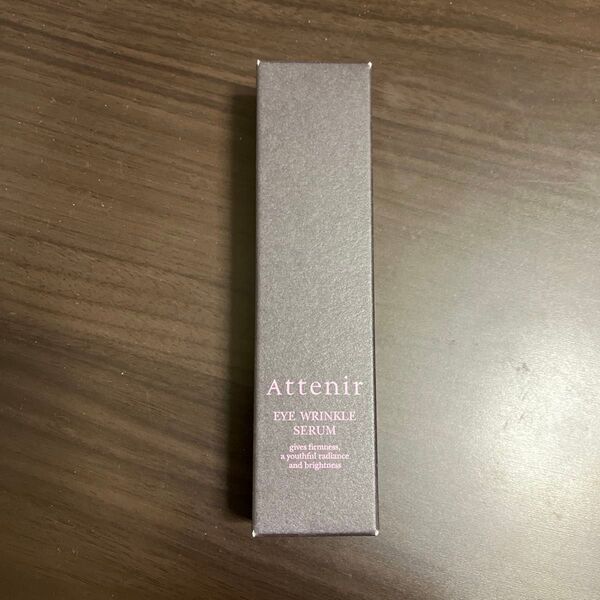 Attenir
EYE WRINKLE
SERUM
gives firmness,
a youthful radiance
and brightness